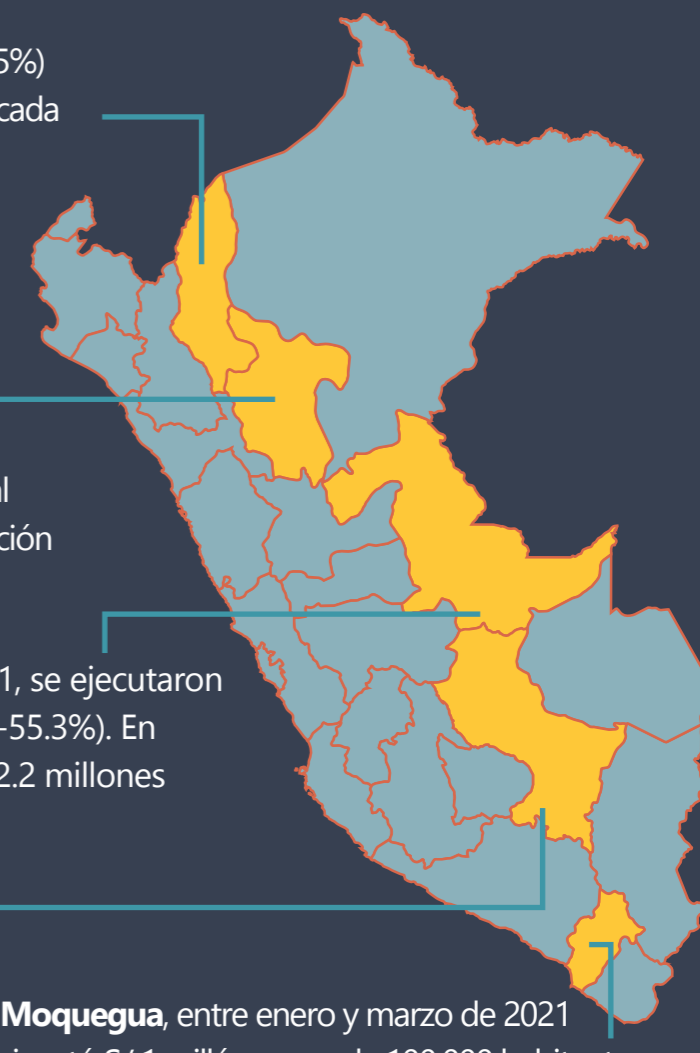 5%)
cada
al
ción
1, se ejecutaron
-55.3%). En
2.2 millones
Moquegua, entre enero y marzo de 2021